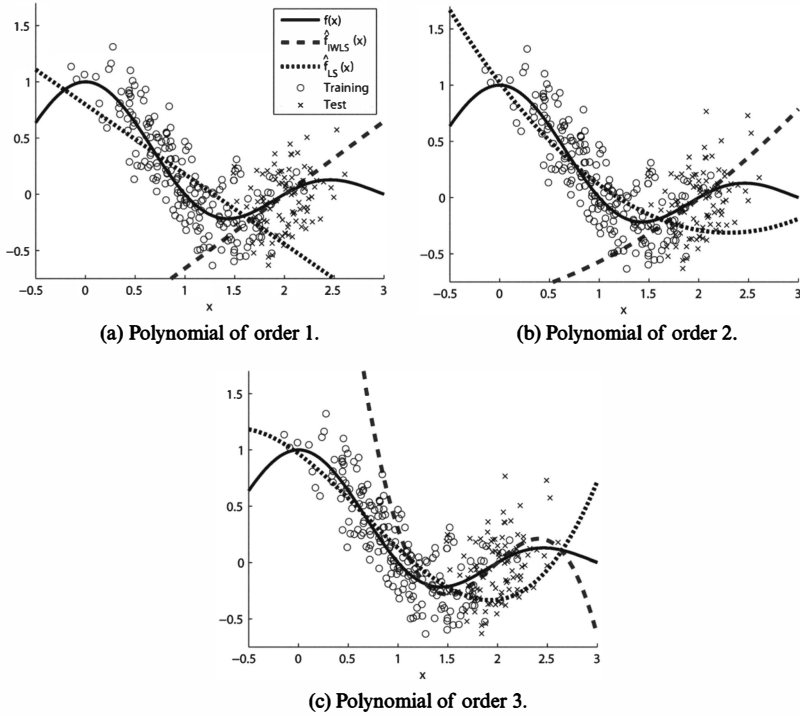 1.5
1
0.5
0
−0.5
−0.5 0 0.5 1 1.5 2 2.5 3
x
f(x)
f̂IWLS (x)
f̂LS (x)
Training
Test
(a) Polynomial of order 1.
1.5
1
0.5
0
−0.5
−0.5 0 0.5 1 1.5 2 2.5 3
x
(b) Polynomial of order 2.
1.5
1
0.5
0
−0.5
−0.5 0 0.5 1 1.5 2 2.5 3
x
(c) Polynomial of order 3.